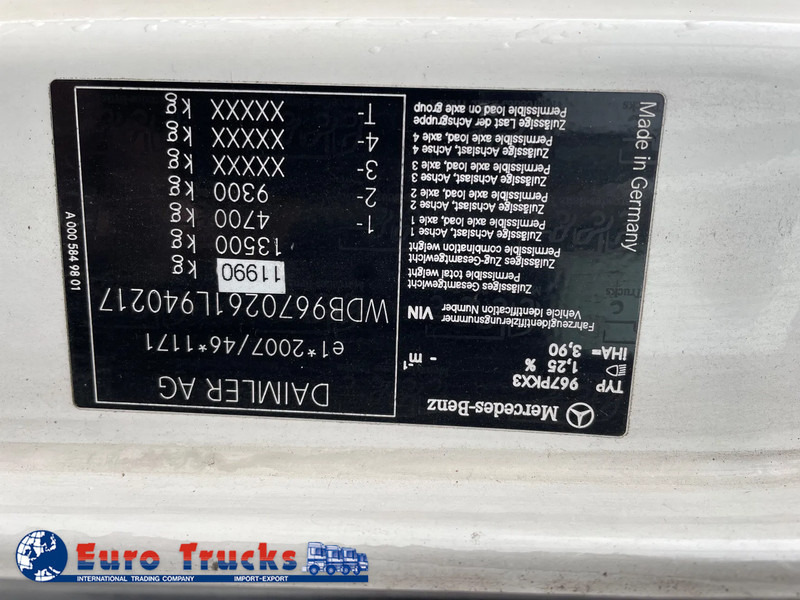 Mercedes-Benz
TYP 967PKX3
1,25 %
iHA= 3,90 - m⁻¹
Fahrzeugidentifizierungsnummer
Vehicle Identification Number VIN
Zulässiges Gesamtgewicht
Permissible total weight
Zulässiges Zug-Gesamtgewicht
Permissible combination weight
Zulässige Achslast, Achse 1
Permissible axle load, axle 1
Zulässige Achslast, Achse 2
Permissible axle load, axle 2
Zulässige Achslast, Achse 3
Permissible axle load, axle 3
Zulässige Achslast, Achse 4
Permissible axle load, axle 4
Zulässige Last der Achsgruppe
Permissible load on axle group
Made in Germany
DAIMLER AG
e1*2007/46*1171
WDB9670261L940217
11990 kg
13500 kg
1- 4700 kg
2- 9300 kg
3- XXXXX kg
4- XXXXX kg
T- XXXXX kg
A 000 584 98 01
Euro Trucks
INTERNATIONAL TRADING COMPANY IMPORT-EXPORT